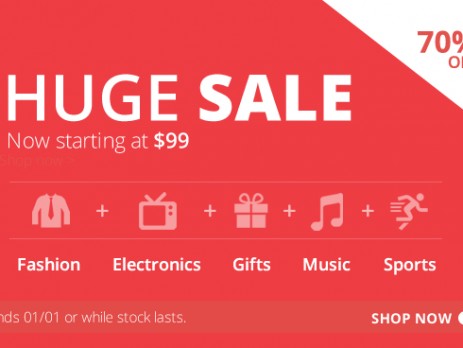 70%
HUGE SALE
Now starting at $99
+ + + +
Fashion Electronics Gifts Music Sports
01/01 or while stock lasts.
SHOP NOW